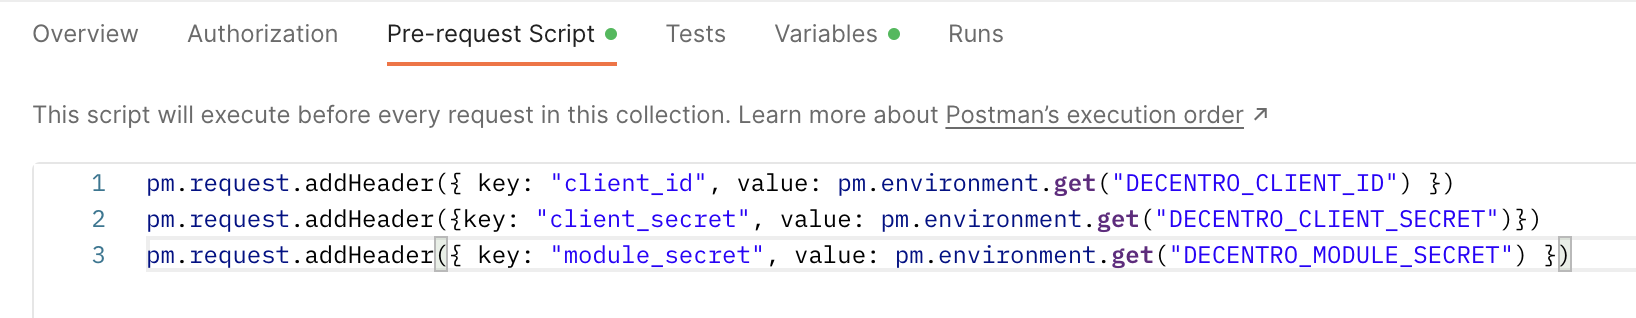 Overview Authorization Pre-request Script Tests Variables Runs
This script will execute before every request in this collection. Learn more about Postman’s execution order ↗
1 pm.request.addHeader({ key: "client_id", value: pm.environment.get("DECENTRO_CLIENT_ID") })
2 pm.request.addHeader({key: "client_secret", value: pm.environment.get("DECENTRO_CLIENT_SECRET")})
3 pm.request.addHeader({ key: "module_secret", value: pm.environment.get("DECENTRO_MODULE_SECRET") })